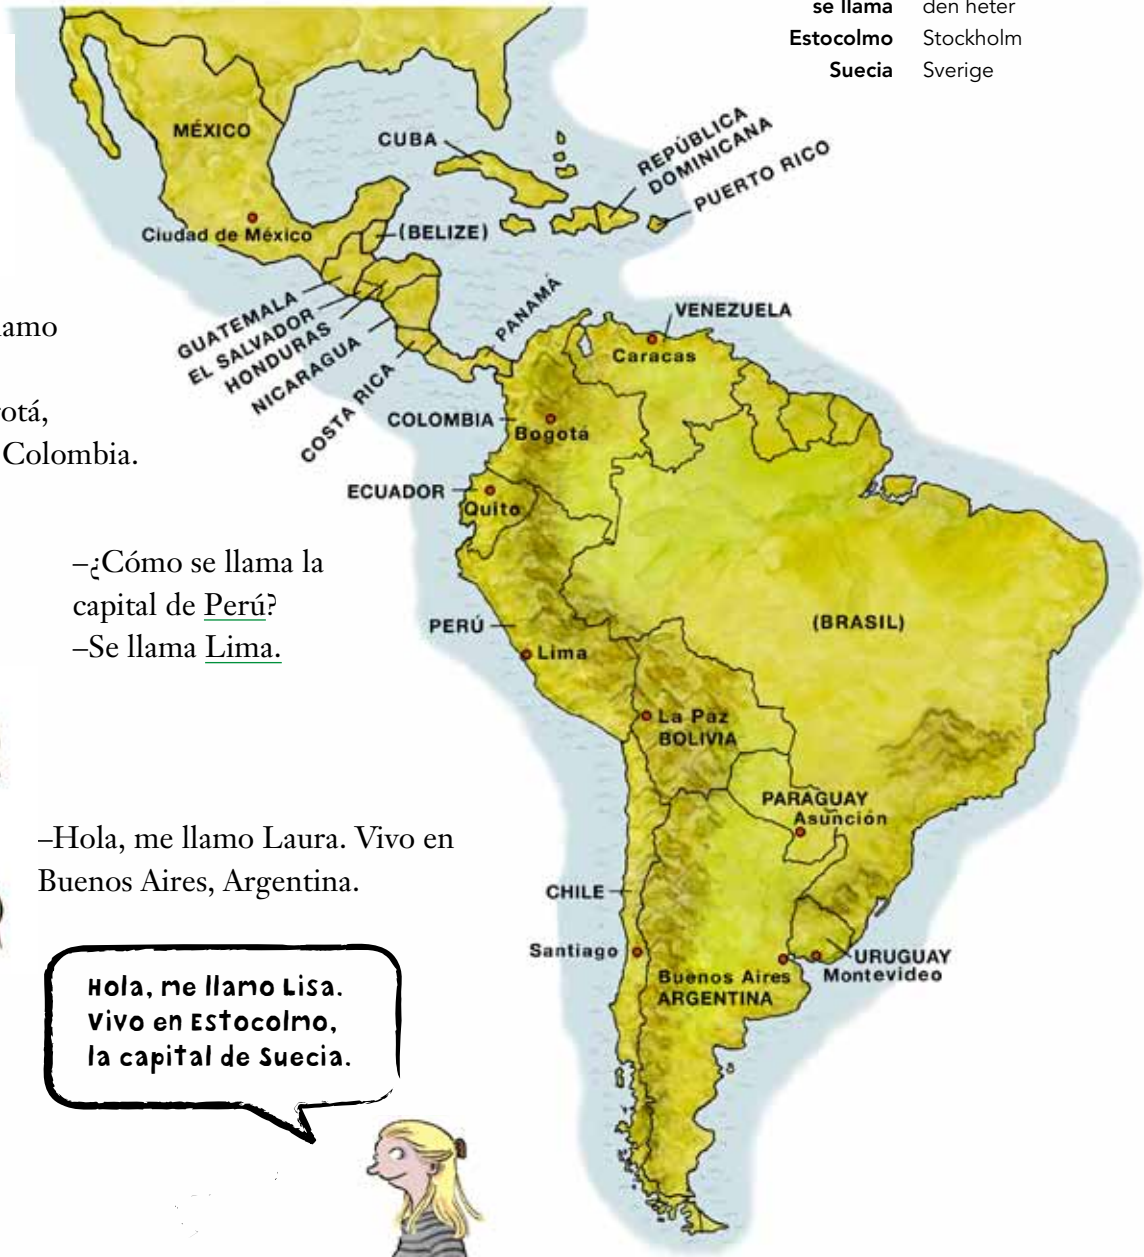 se llama den heter
Estocolmo Stockholm
Suecia Sverige
MÉXICO
Ciudad de México
CUBA
REPÚBLICA
DOMINICANA
PUERTO RICO
(BELIZE)
GUATEMALA
EL SALVADOR
HONDURAS
NICARAGUA
COSTA RICA
PANAMÁ
VENEZUELA
Caracas
COLOMBIA
Bogotá
ECUADOR
Quito
PERÚ
Lima
(BRASIL)
La Paz
BOLIVIA
PARAGUAY
Asunción
CHILE
Santiago
Buenos Aires
ARGENTINA
URUGUAY
Montevideo
Colombia.
–¿Cómo se llama la
capital de Perú?
–Se llama Lima.
–Hola, me llamo Laura. Vivo en
Buenos Aires, Argentina.
Hola, me llamo Lisa.
Vivo en Estocolmo,
la capital de Suecia.